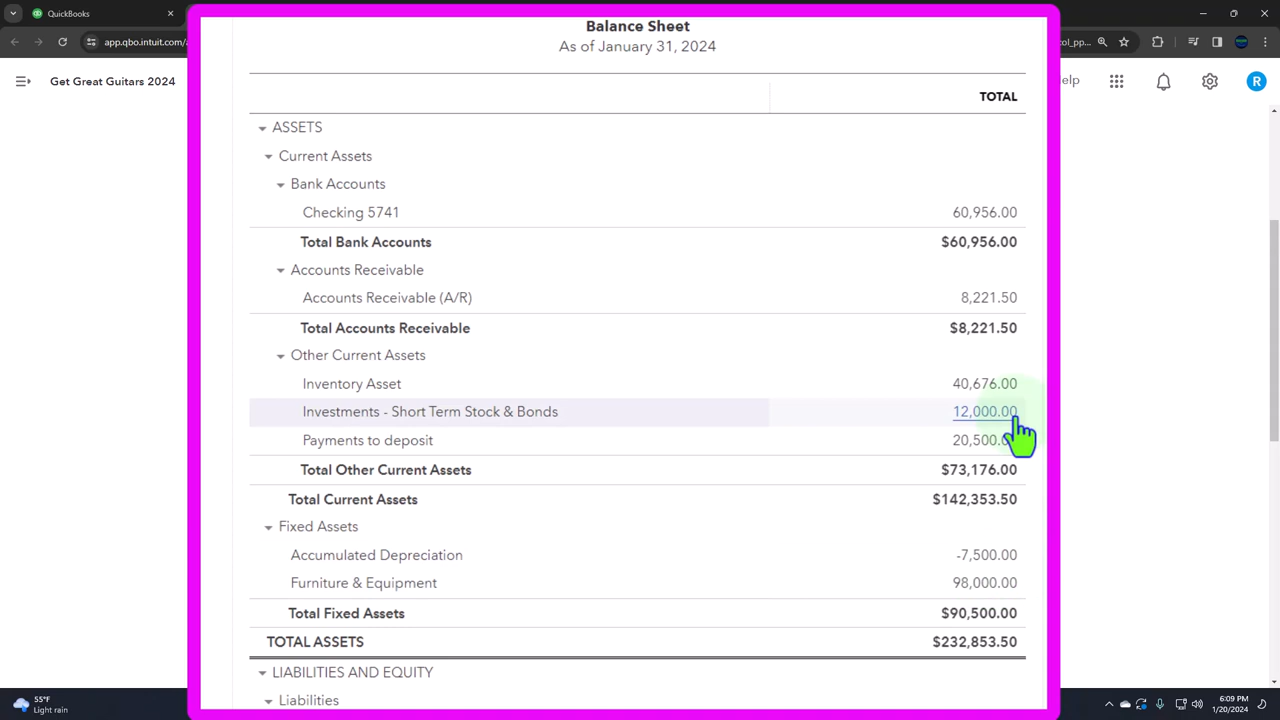 QuickBooks
app.qbo.intuit.com/
Get Great Guitars 2024
elp
R
Balance Sheet
As of January 31, 2024
TOTAL
ASSETS
Current Assets
Bank Accounts
Checking 5741 60,956.00
Total Bank Accounts $60,956.00
Accounts Receivable
Accounts Receivable (A/R) 8,221.50
Total Accounts Receivable $8,221.50
Other Current Assets
Inventory Asset 40,676.00
Investments - Short Term Stock & Bonds 12,000.00
Payments to deposit 20,500.
Total Other Current Assets $73,176.00
Total Current Assets $142,353.50
Fixed Assets
Accumulated Depreciation -7,500.00
Furniture & Equipment 98,000.00
Total Fixed Assets $90,500.00
TOTAL ASSETS $232,853.50
LIABILITIES AND EQUITY
Liabilities
55°F
Light rain
6:09 PM
1/20/2024